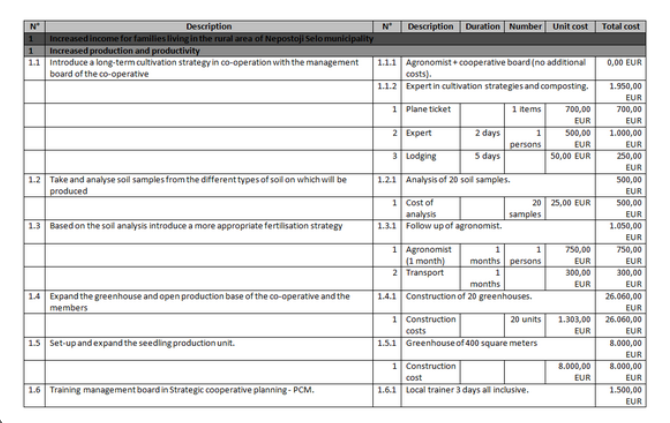 N° Description N° Description Duration Number Unit cost Total cost
1 Increased income for families living in the rural area of Nepostoji Selo municipality
1 Increased production and productivity
1.1 Introduce a long-term cultivation strategy in co-operation with the management 1.1.1 Agronomist + cooperative board (no additional 0,00 EUR
board of the co-operative costs).
1.1.2 Expert in cultivation strategies and composting. 1.950,00
EUR
1 Plane ticket 1 items 700,00 700,00
EUR EUR
2 Expert 2 days 1 500,00 1.000,00
persons EUR EUR
3 Lodging 5 days 50,00 EUR 250,00
EUR
1.2 Take and analyse soil samples from the different types of soil on which will be 1.2.1 Analysis of 20 soil samples. 500,00
produced EUR
1 Cost of 20 25,00 EUR 500,00
analysis samples EUR
1.3 Based on the soil analysis introduce a more appropriate fertilisation strategy 1.3.1 Follow up of agronomist. 1.050,00
EUR
1 Agronomist 1 1 750,00 750,00
(1 month) months persons EUR EUR
2 Transport 1 300,00 300,00
months EUR EUR
1.4 Expand the greenhouse and open production base of the co-operative and the 1.4.1 Construction of 20 greenhouses. 26.060,00
members EUR
1 Construction 20 units 1.303,00 26.060,00
costs EUR EUR
1.5 Set-up and expand the seedling production unit. 1.5.1 Greenhouse of 400 square meters 8.000,00
EUR
1 Construction 8.000,00 8.000,00
cost EUR EUR
1.6 Training management board in Strategic cooperative planning - PCM. 1.6.1 Local trainer 3 days all inclusive. 1.500,00
EUR